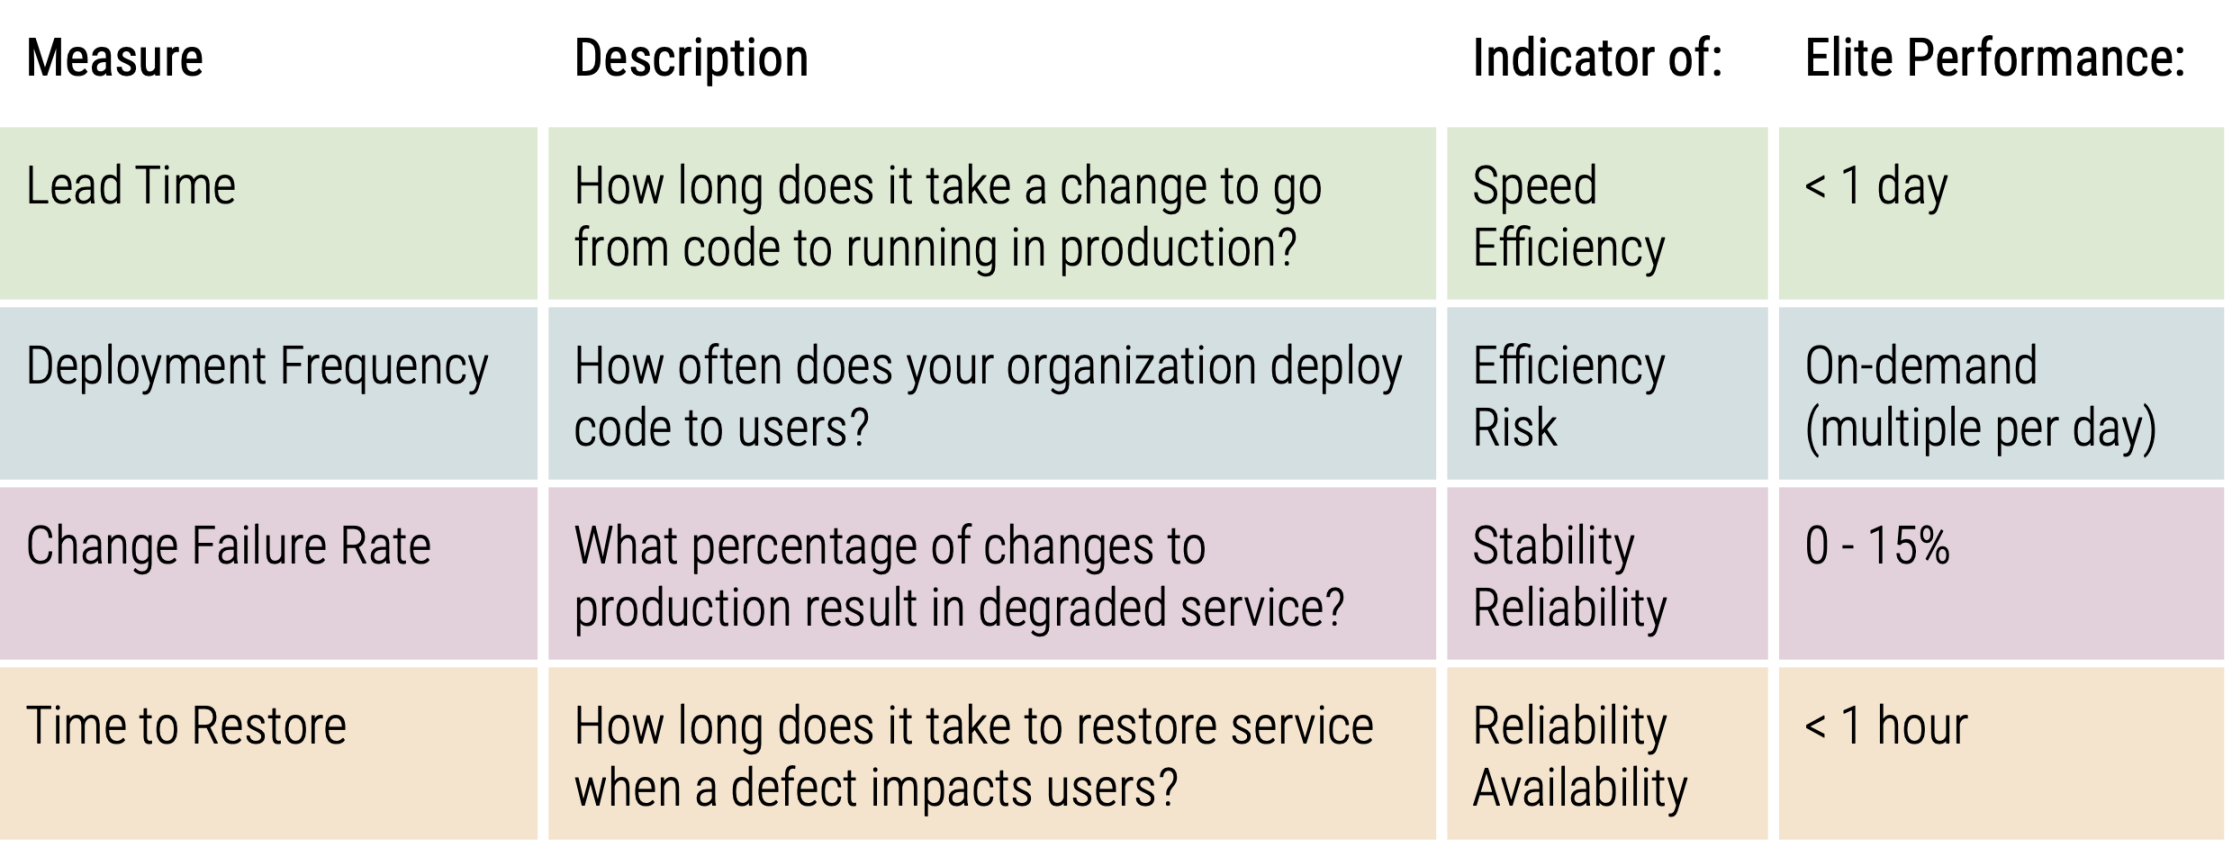 Measure
Description
Indicator of:
Elite Performance:
Lead Time
How long does it take a change to go
from code to running in production?
Speed
Efficiency
< 1 day
Deployment Frequency
How often does your organization deploy
code to users?
Efficiency
Risk
On-demand
(multiple per day)
Change Failure Rate
What percentage of changes to
production result in degraded service?
Stability
Reliability
0 - 15%
Time to Restore
How long does it take to restore service
when a defect impacts users?
Reliability
Availability
< 1 hour